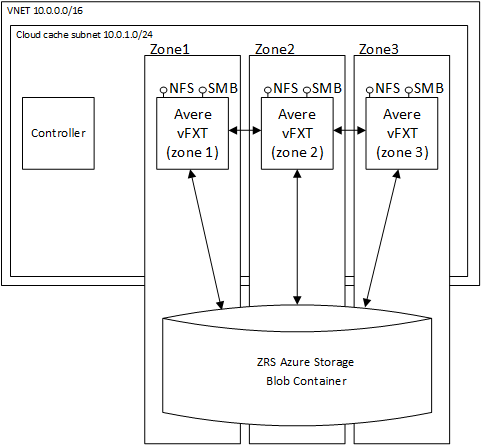 VNET 10.0.0.0/16
Cloud cache subnet 10.0.1.0/24
Zone1
Zone2
Zone3
NFS SMB
NFS SMB
NFS SMB
Controller
Avere
vFXT
(zone 1)
Avere
vFXT
(zone 2)
Avere
vFXT
(zone 3)
ZRS Azure Storage
Blob Container